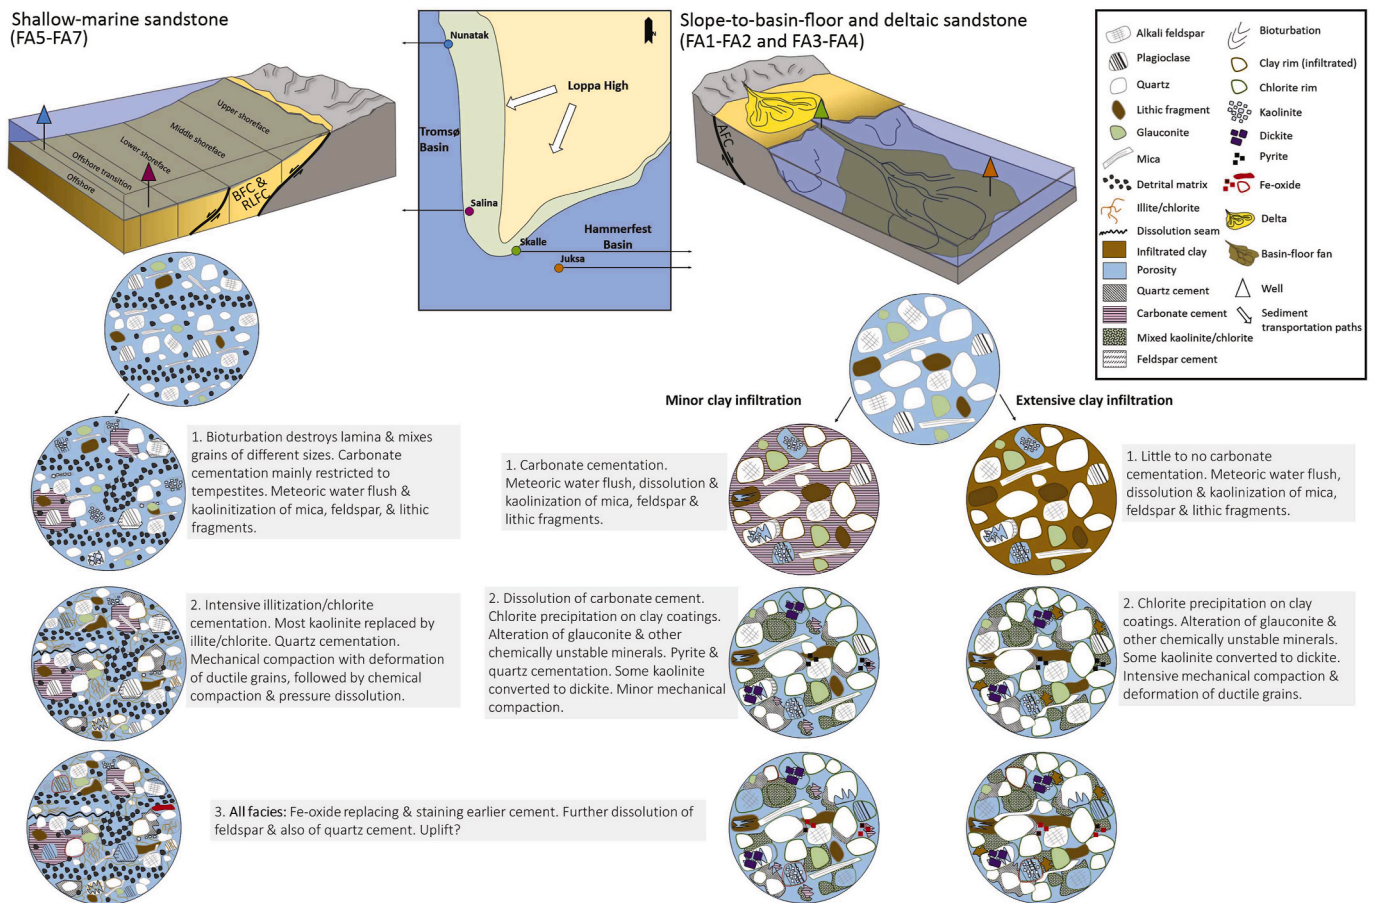 Shallow-marine sandstone
(FA5-FA7)
Upper shoreface
Middle shoreface
Lower shoreface
Offshore transition
Offshore
BFC &
RLFC
N
Nunatak
Loppa High
Tromsø
Basin
Salina
Skalle
Hammerfest
Basin
Juksa
Slope-to-basin-floor and deltaic sandstone
(FA1-FA2 and FA3-FA4)
AFC
Alkali feldspar
Plagioclase
Quartz
Lithic fragment
Glauconite
Mica
Detrital matrix
Illite/chlorite
Dissolution seam
Infiltrated clay
Porosity
Quartz cement
Carbonate cement
Mixed kaolinite/chlorite
Feldspar cement
Bioturbation
Clay rim (infiltrated)
Chlorite rim
Kaolinite
Dickite
Pyrite
Fe-oxide
Delta
Basin-floor fan
Well
Sediment
transportation paths
1. Bioturbation destroys lamina & mixes
grains of different sizes. Carbonate
cementation mainly restricted to
tempestites. Meteoric water flush &
kaolinitization of mica, feldspar, & lithic
fragments.
2. Intensive illitization/chlorite
cementation. Most kaolinite replaced by
illite/chlorite. Quartz cementation.
Mechanical compaction with deformation
of ductile grains, followed by chemical
compaction & pressure dissolution.
Minor clay infiltration
1. Carbonate cementation.
Meteoric water flush, dissolution &
kaolinization of mica, feldspar &
lithic fragments.
2. Dissolution of carbonate cement.
Chlorite precipitation on clay coatings.
Alteration of glauconite & other
chemically unstable minerals. Pyrite &
quartz cementation. Some kaolinite
converted to dickite. Minor mechanical
compaction.
Extensive clay infiltration
1. Little to no carbonate
cementation. Meteoric water flush,
dissolution & kaolinization of mica,
feldspar & lithic fragments.
2. Chlorite precipitation on clay
coatings. Alteration of glauconite &
other chemically unstable minerals.
Some kaolinite converted to dickite.
Intensive mechanical compaction &
deformation of ductile grains.
3. All facies: Fe-oxide replacing & staining earlier cement. Further dissolution of
feldspar & also of quartz cement. Uplift?